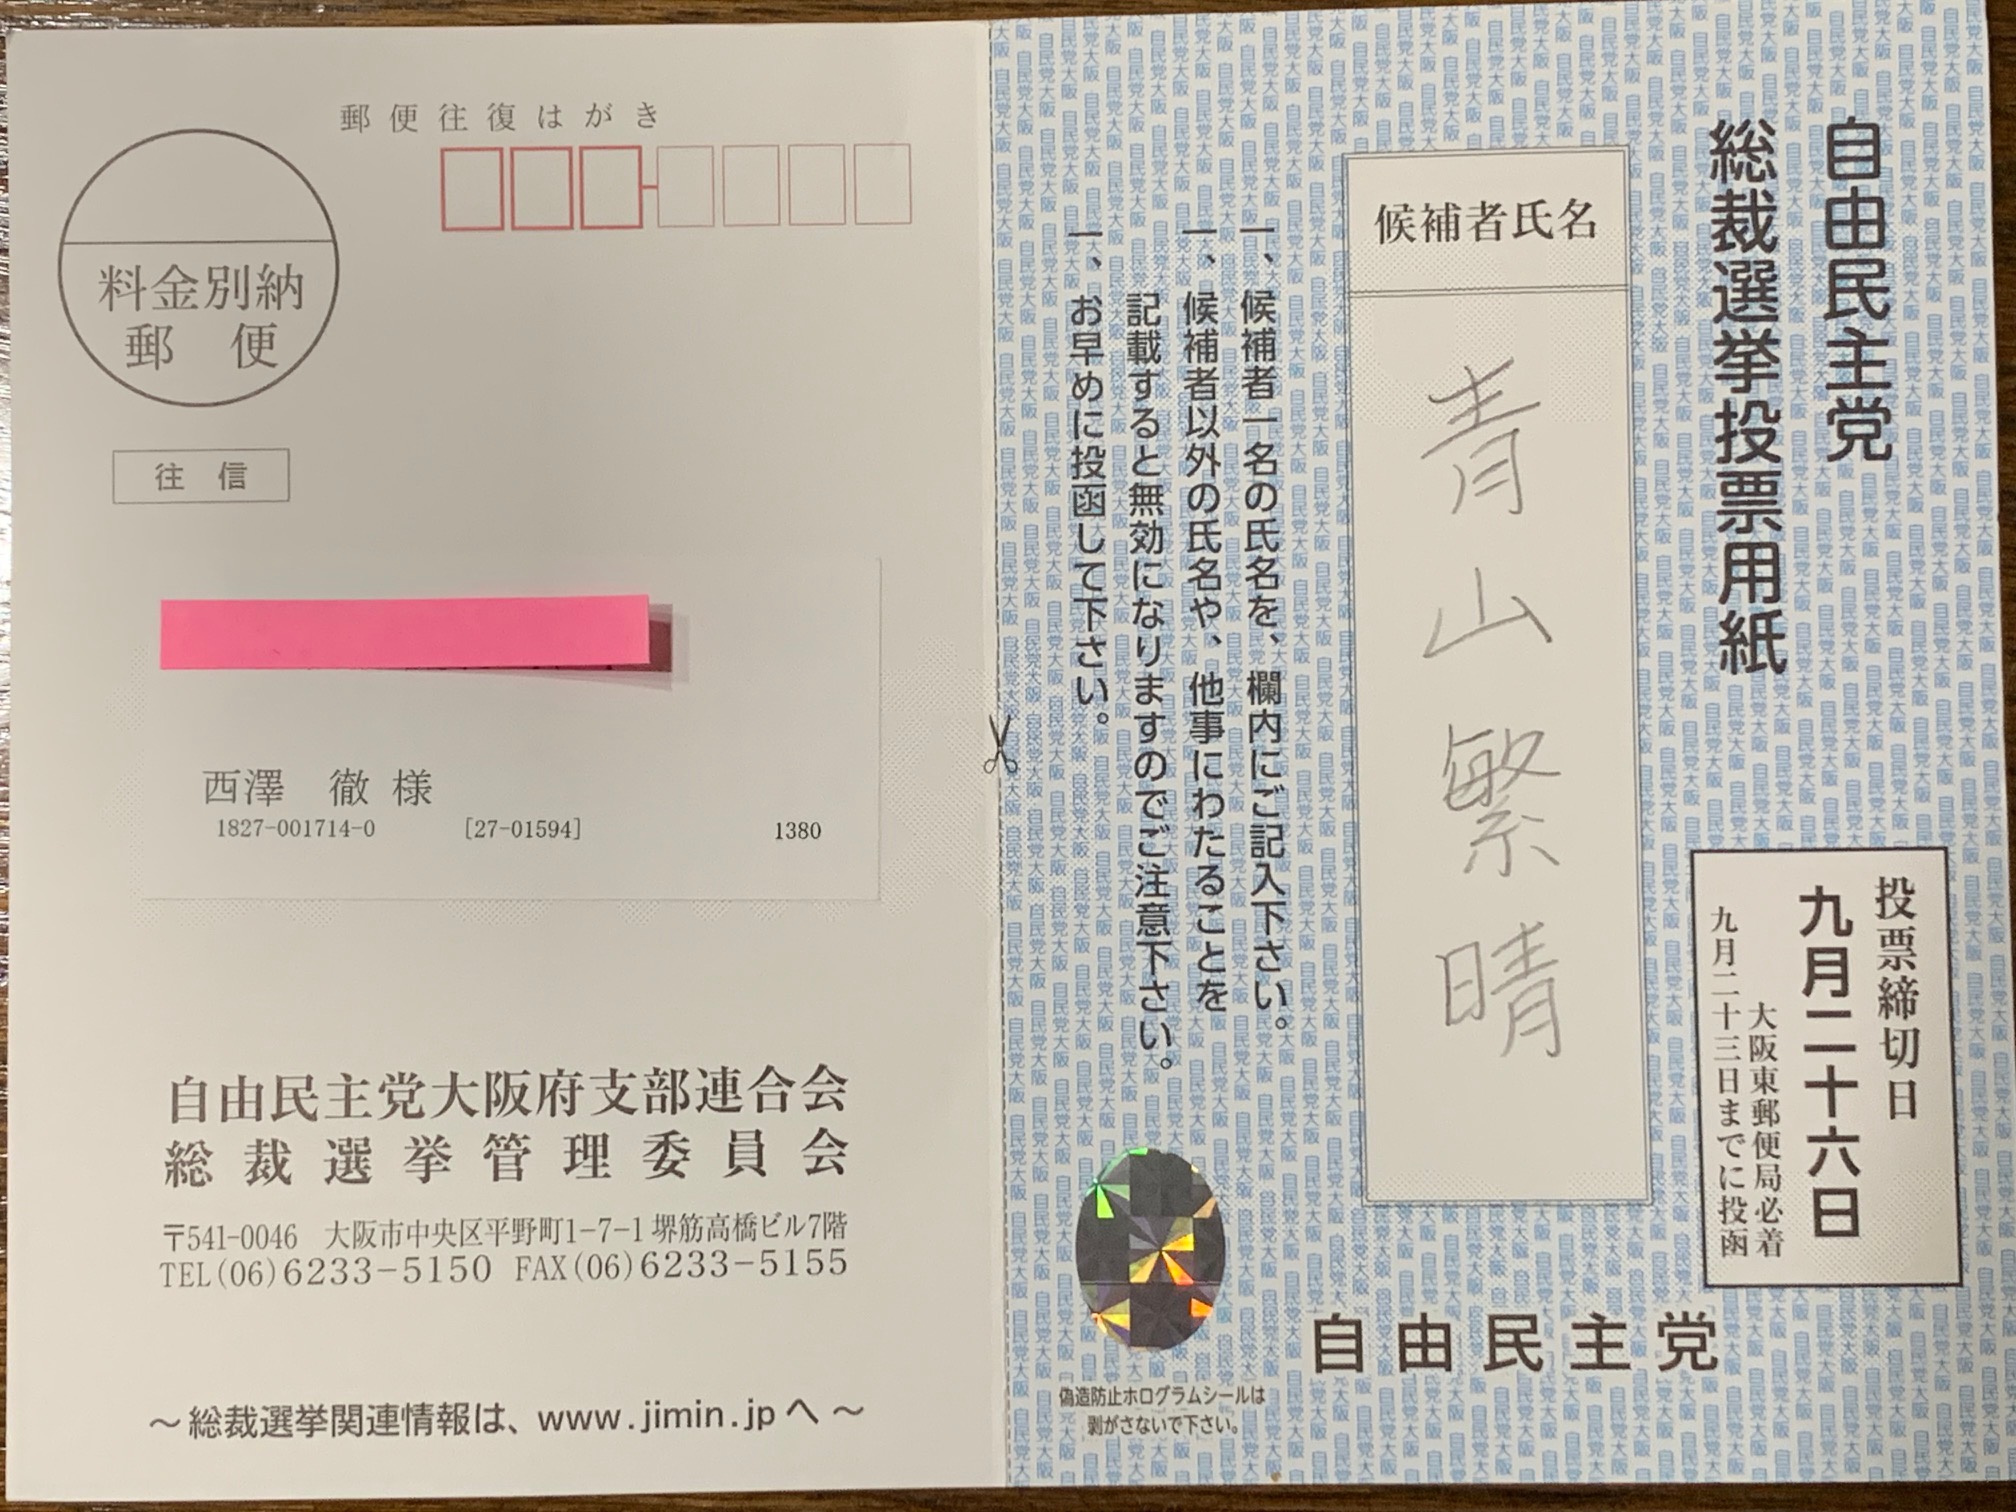 郵便往復はがき
料金別納
郵便
往信
西澤 徹 様
1827-001714-0 [27-01594] 1380
自由民主党大阪府支部連合会
総裁選挙管理委員会
〒541-0046 大阪市中央区平野町1-7-1 堺筋高橋ビル7階
TEL(06)6233-5150 FAX(06)6233-5155
～総裁選挙関連情報は、www.jimin.jpへ～
自由民主党
総裁選挙投票用紙
投票締切日
九月二十六日
大阪東郵便局必着
九月二十三日までに投函
候補者氏名
青山繁晴
一、候補者一名の氏名を、欄内にご記入下さい。
一、候補者以外の氏名や、他事にわたることを
記載すると無効になりますのでご注意下さい。
一、お早めに投函して下さい。
自由民主党
偽造防止ホログラムシールは
剥がさないで下さい。
自民党大阪